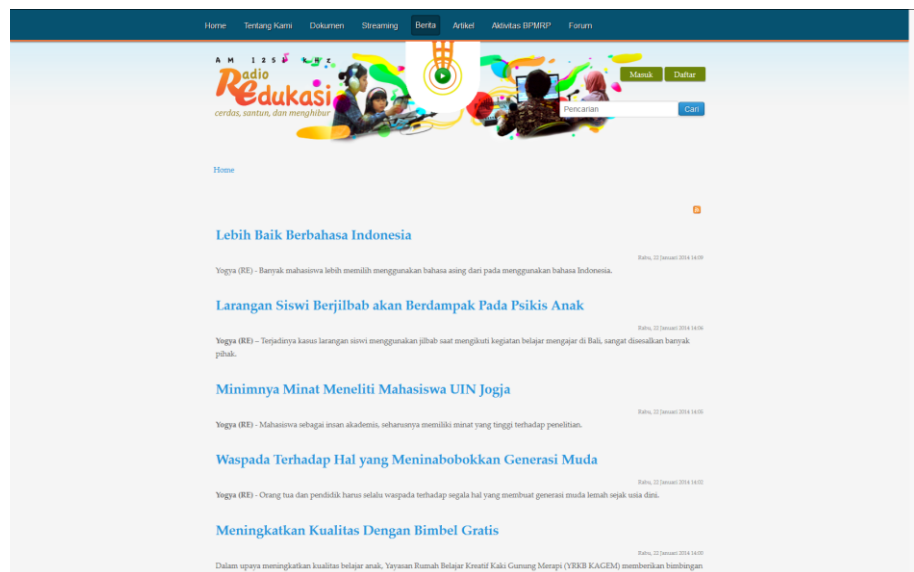 Home Tentang Kami Dokumen Streaming Berita Artikel Aktivitas BPMRP Forum
AM 1251 kHz
Radio
Edukasi
cerdas, santun, dan menghibur
Masuk Daftar
Pencarian Cari
Home
Lebih Baik Berbahasa Indonesia
Rabu, 22 Januari 2014 14:09
Yogya (RE) - Banyak mahasiswa lebih memilih menggunakan bahasa asing dari pada menggunakan bahasa Indonesia.
Larangan Siswi Berjilbab akan Berdampak Pada Psikis Anak
Rabu, 22 Januari 2014 14:04
Yogya (RE) – Terjadinya kasus larangan siswi menggunakan jilbab saat mengikuti kegiatan belajar mengajar di Bali, sangat disesalkan banyak
pihak.
Minimnya Minat Meneliti Mahasiswa UIN Jogja
Rabu, 22 Januari 2014 14:03
Yogya (RE) - Mahasiswa sebagai insan akademis, seharusnya memiliki minat yang tinggi terhadap penelitian.
Waspada Terhadap Hal yang Meninabobokkan Generasi Muda
Rabu, 22 Januari 2014 14:02
Yogya (RE) - Orang tua dan pendidik harus selalu waspada terhadap segala hal yang membuat generasi muda lemah sejak usia dini.
Meningkatkan Kualitas Dengan Bimbel Gratis
Rabu, 22 Januari 2014 14:00
Dalam upaya meningkatkan kualitas belajar anak, Yayasan Rumah Belajar Kreatif Kaki Gunung Merapi (YRKB KAGEM) memberikan bimbingan